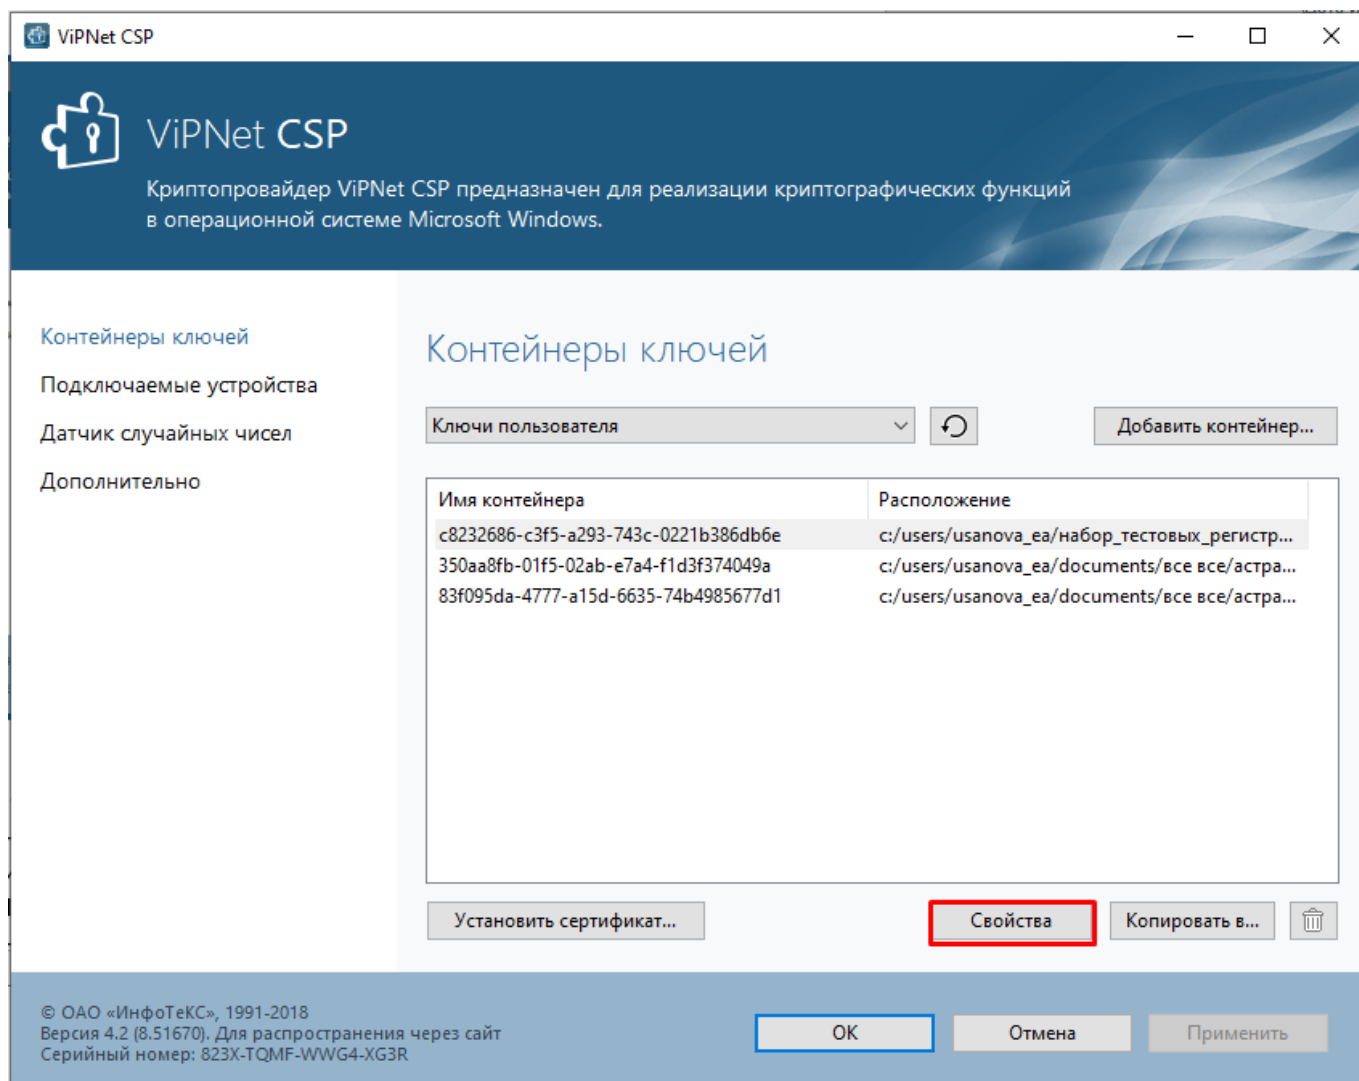 ViPNet CSP
ViPNet CSP
Криптопровайдер ViPNet CSP предназначен для реализации криптографических функций
в операционной системе Microsoft Windows.
Контейнеры ключей
Подключаемые устройства
Датчик случайных чисел
Дополнительно
Контейнеры ключей
Ключи пользователя
Добавить контейнер...
Имя контейнера Расположение
c8232686-c3f5-a293-743c-0221b386db6e c:/users/usanova_ea/набор_тестовых_регистр...
350aa8fb-01f5-02ab-e7a4-f1d3f374049a c:/users/usanova_ea/documents/все все/астра...
83f095da-4777-a15d-6635-74b4985677d1 c:/users/usanova_ea/documents/все все/астра...
Установить сертификат... Свойства Копировать в...
© ОАО «ИнфоТеКС», 1991-2018
Версия 4.2 (8.51670). Для распространения через сайт
Серийный номер: 823X-TQMF-WWG4-XG3R
OK Отмена Применить